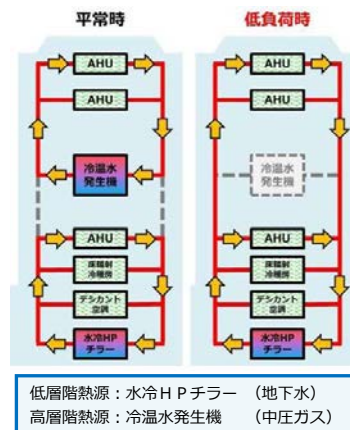 平常時
低負荷時
AHU
AHU
冷温水
発生機
AHU
床輻射
冷暖房
デシカント
空調
水冷HP
チラー
AHU
AHU
冷温水
発生機
AHU
床輻射
冷暖房
デシカント
空調
水冷HP
チラー
低層階熱源：水冷ＨＰチラー （地下水）
高層階熱源：冷温水発生機 （中圧ガス）